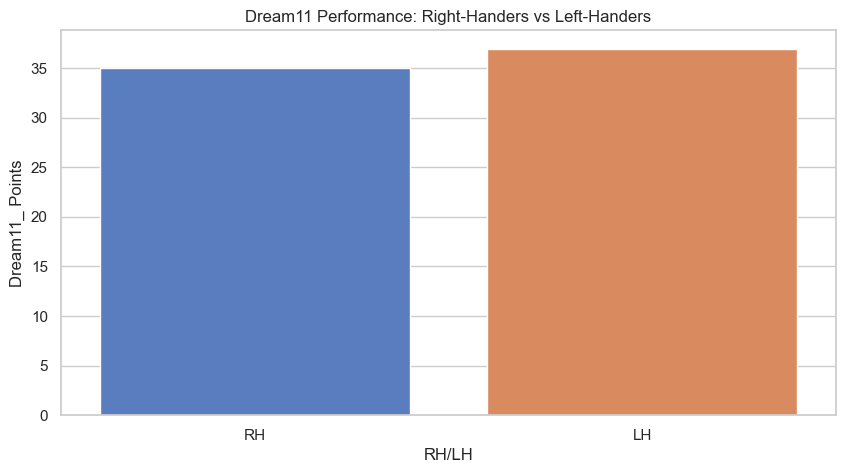 Dream11 Performance: Right-Handers vs Left-Handers
Dream11_ Points
35
30
25
20
15
10
5
0
RH
LH
RH/LH